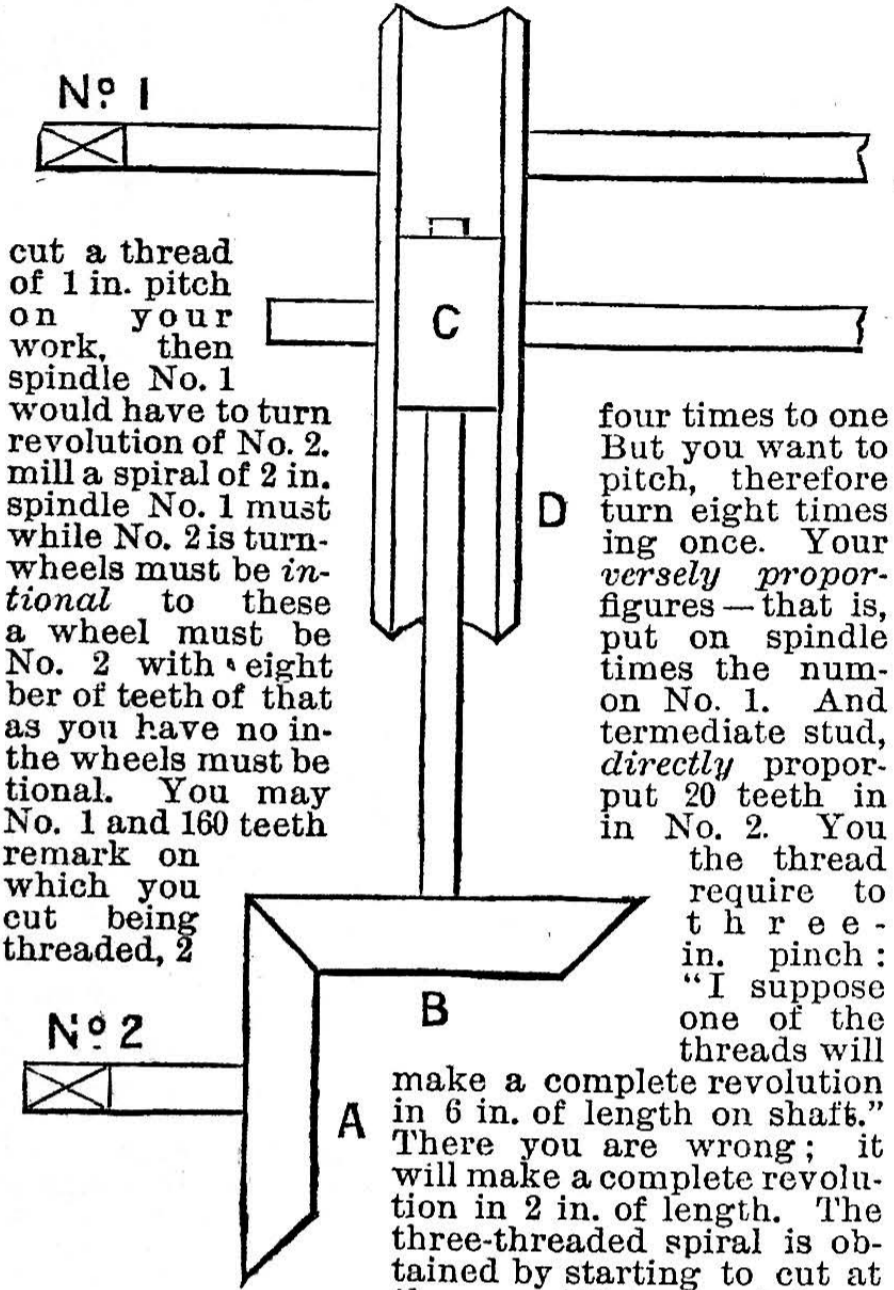 No. 1
cut a thread
of 1 in. pitch
on your
work, then
spindle No. 1
C
would have to turn four times to one
revolution of No. 2. But you want to
mill a spiral of 2 in. pitch, therefore
spindle No. 1 must turn eight times
D
while No. 2 is turn- ing once. Your
wheels must be in- versely propor-
tional to these figures — that is,
a wheel must be put on spindle
No. 2 with eight times the num-
ber of teeth of that on No. 1. And
as you have no in- termediate stud,
the wheels must be directly propor-
tional. You may put 20 teeth in
No. 1 and 160 teeth in No. 2. You
remark on the thread
which you require to
cut being three-
threaded, 2 in. pinch:
"I suppose
B
No. 2
one of the
threads will
make a complete revolution
A
in 6 in. of length on shaft."
There you are wrong; it
will make a complete revolu-
tion in 2 in. of length. The
three-threaded spiral is ob-
tained by starting to cut at